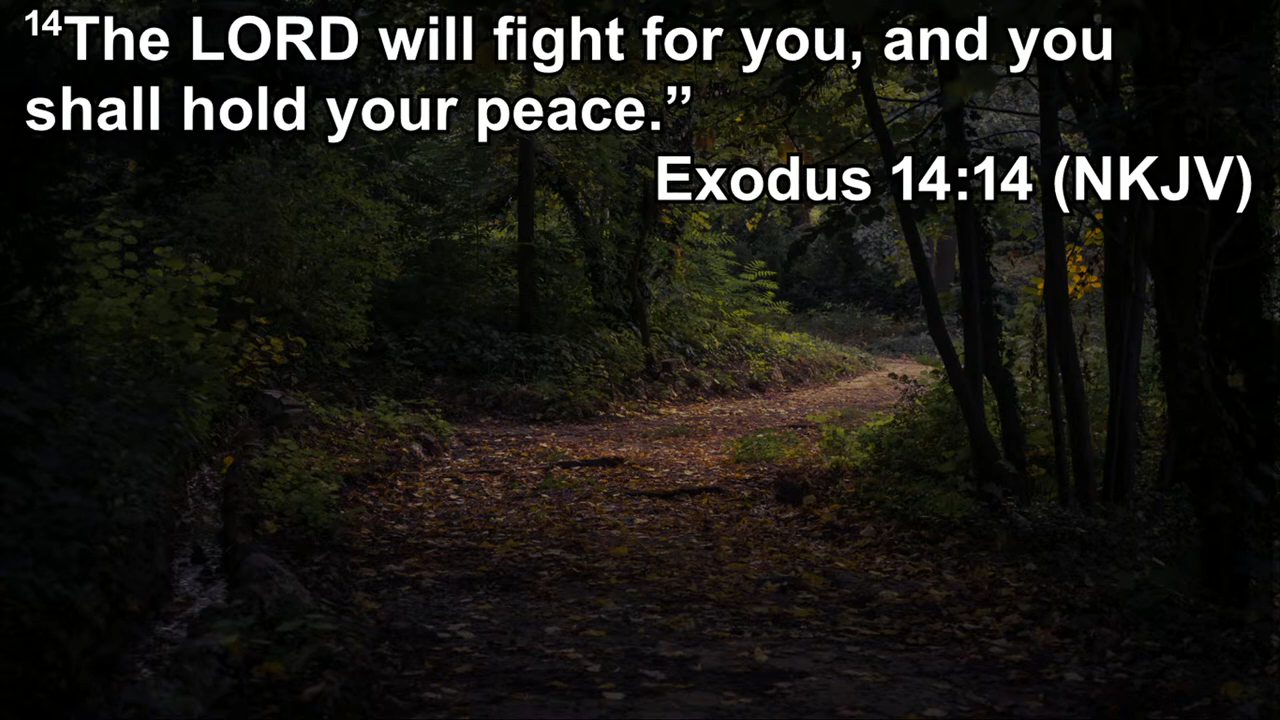 ¹⁴The LORD will fight for you, and you
shall hold your peace.”
Exodus 14:14 (NKJV)